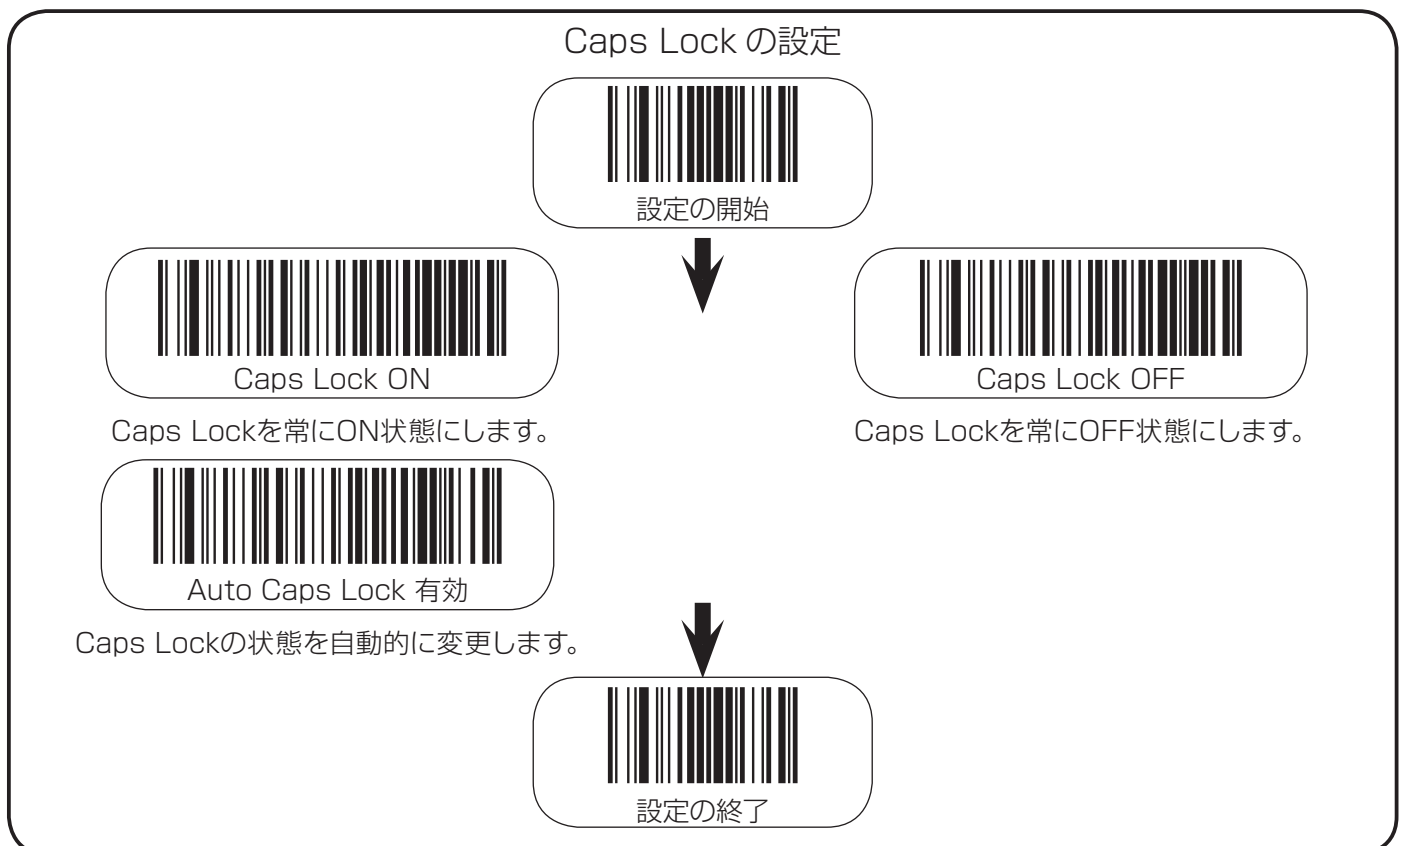 Caps Lock の設定
設定の開始
Caps Lock ON
Caps Lock OFF
Caps Lockを常にON状態にします。
Caps Lockを常にOFF状態にします。
Auto Caps Lock 有効
Caps Lockの状態を自動的に変更します。
設定の終了